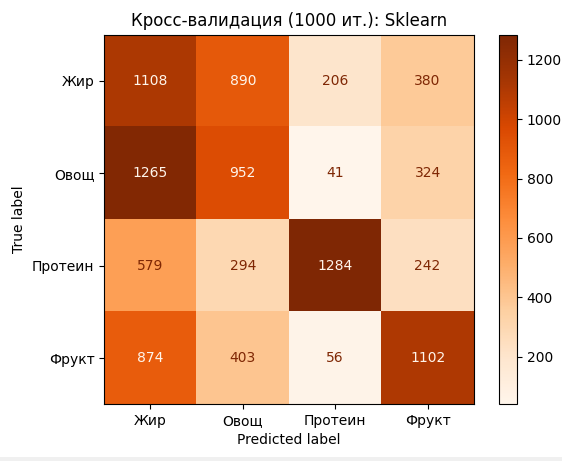 Кросс-валидация (1000 ит.): Sklearn
Жир 1108 890 206 380
Овощ 1265 952 41 324
Протеин 579 294 1284 242
Фрукт 874 403 56 1102
Жир Овощ Протеин Фрукт
Predicted label
True label
1200
1000
800
600
400
200